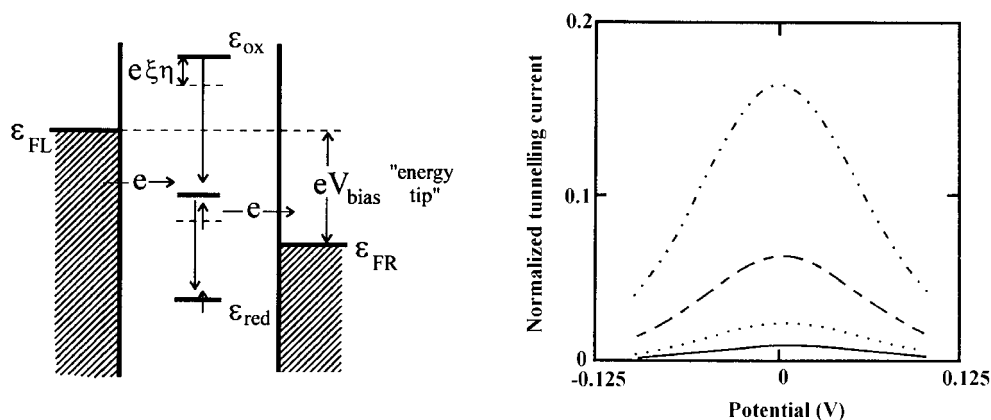 ε_ox
eξη
ε_FL
e
eV_bias
"energy
tip"
e
ε_FR
ε_red
Normalized tunnelling current
0.2
0.1
0
-0.125
0
0.125
Potential (V)